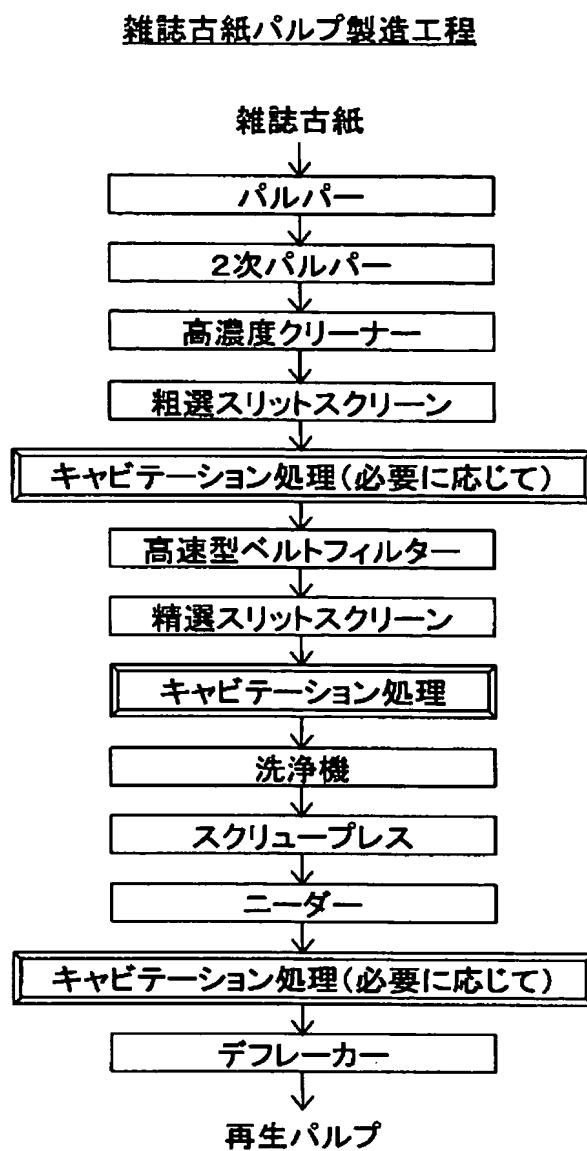 雑誌古紙パルプ製造工程
雑誌古紙
パルパー
2次パルパー
高濃度クリーナー
粗選スリットスクリーン
キャビテーション処理(必要に応じて)
高速型ベルトフィルター
精選スリットスクリーン
キャビテーション処理
洗浄機
スクリュープレス
ニーダー
キャビテーション処理(必要に応じて)
デフレーカー
再生パルプ